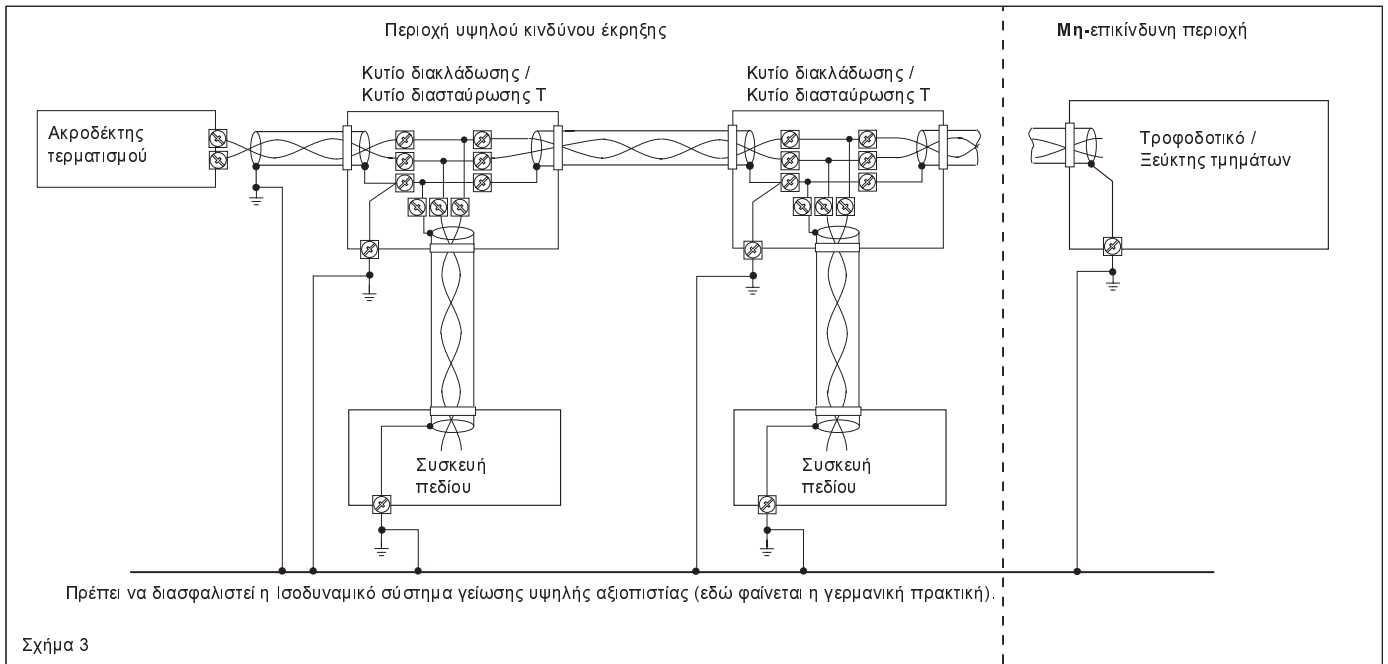 Περιοχή υψηλού κινδύνου έκρηξης
Μη-επικίνδυνη περιοχή
Κυτίο διακλάδωσης /
Κυτίο διασταύρωσης Τ
Κυτίο διακλάδωσης /
Κυτίο διασταύρωσης Τ
Ακροδέκτης
τερματισμού
Τροφοδοτικό /
Ξεύκτης τμημάτων
Συσκευή
πεδίου
Συσκευή
πεδίου
Πρέπει να διασφαλιστεί η Ισοδυναμικό σύστημα γείωσης υψηλής αξιοπιστίας (εδώ φαίνεται η γερμανική πρακτική).
Σχήμα 3